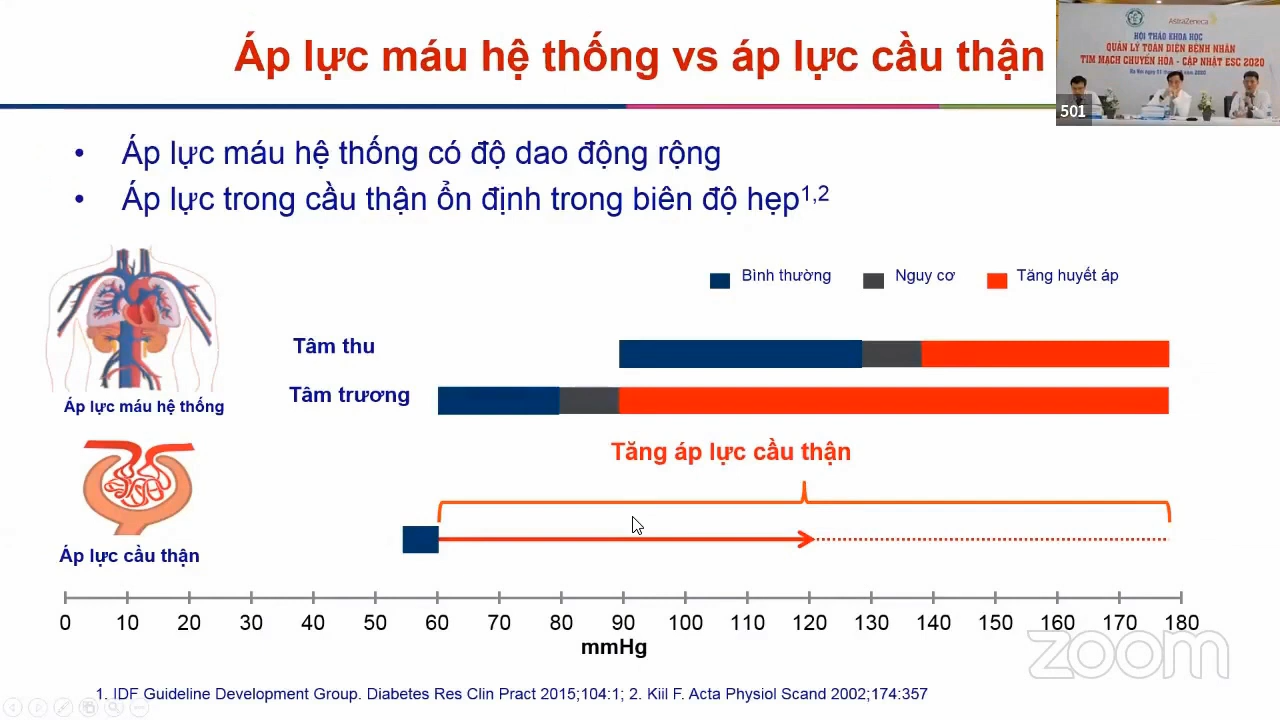 Áp lực máu hệ thống vs áp lực cầu thận
AstraZeneca
HỘI THẢO KHOA HỌC
QUẢN LÝ TOÀN DIỆN BỆNH NHÂN
TIM MẠCH CHUYỂN HÓA - CẬP NHẬT ESC 2020
501
• Áp lực máu hệ thống có độ dao động rộng
• Áp lực trong cầu thận ổn định trong biên độ hẹp1,2
Bình thường Nguy cơ Tăng huyết áp
Tâm thu
Tâm trương
Áp lực máu hệ thống
Tăng áp lực cầu thận
Áp lực cầu thận
0 10 20 30 40 50 60 70 80 90 100 110 120 130 140 150 160 170 180
mmHg
zoom
1. IDF Guideline Development Group. Diabetes Res Clin Pract 2015;104:1; 2. Kiil F. Acta Physiol Scand 2002;174:357